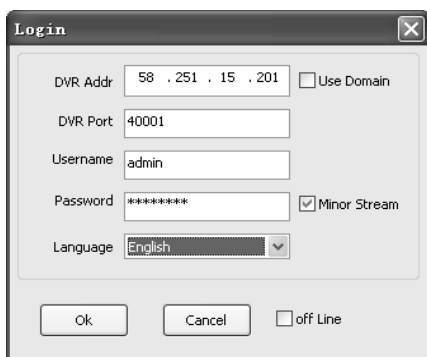 Login
DVR Addr 58 . 251 . 15 . 201 Use Domain
DVR Port 40001
Username admin
Password ******** Minor Stream
Language English
Ok Cancel off Line